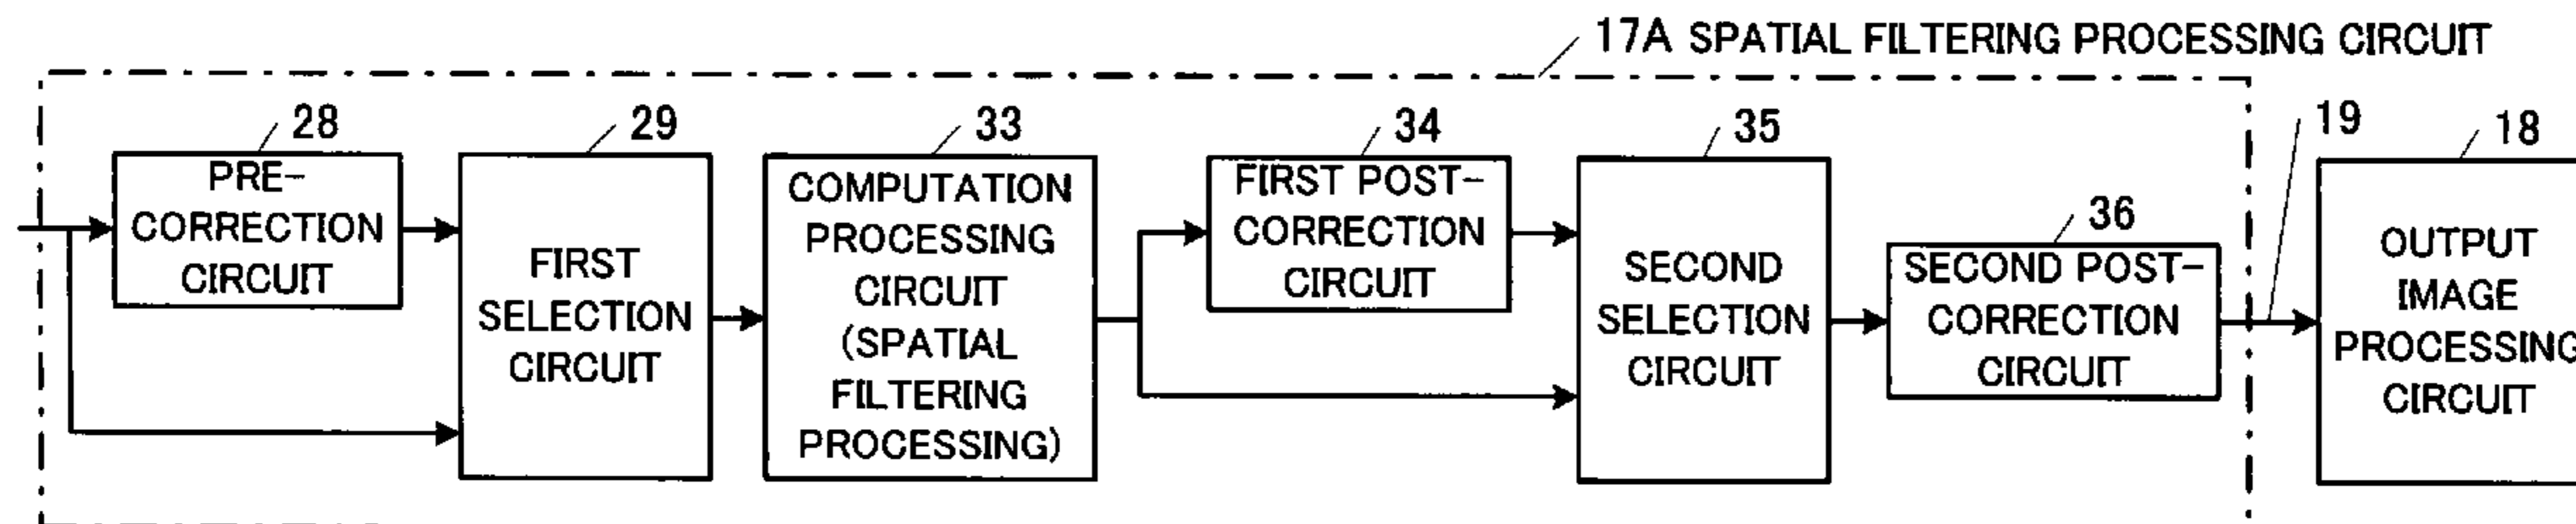 17A SPATIAL FILTERING PROCESSING CIRCUIT
28
PRE-
CORRECTION
CIRCUIT
29
FIRST
SELECTION
CIRCUIT
33
COMPUTATION
PROCESSING
CIRCUIT
(SPATIAL
FILTERING
PROCESSING)
34
FIRST POST-
CORRECTION
CIRCUIT
35
SECOND
SELECTION
CIRCUIT
36
SECOND POST-
CORRECTION
CIRCUIT
19
18
OUTPUT
IMAGE
PROCESSING
CIRCUIT